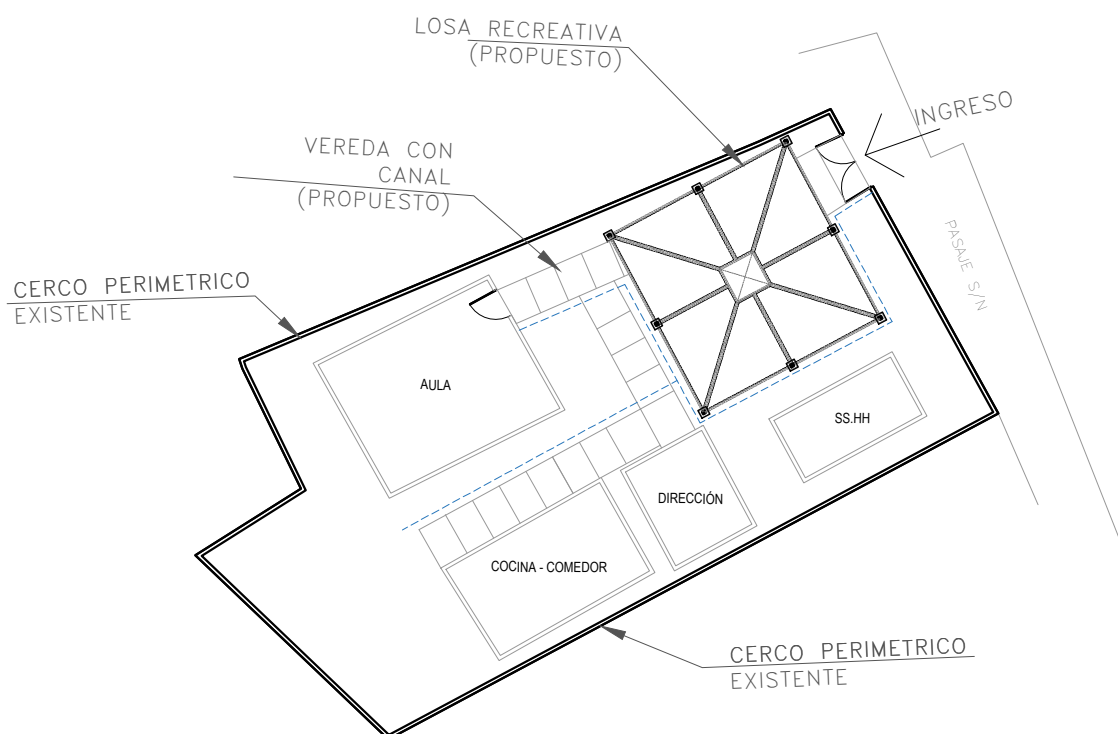 LOSA RECREATIVA
(PROPUESTO)
INGRESO
VEREDA CON
CANAL
(PROPUESTO)
PASAJE S/N
CERCO PERIMETRICO
EXISTENTE
AULA
SS.HH
DIRECCIÓN
COCINA - COMEDOR
CERCO PERIMETRICO
EXISTENTE